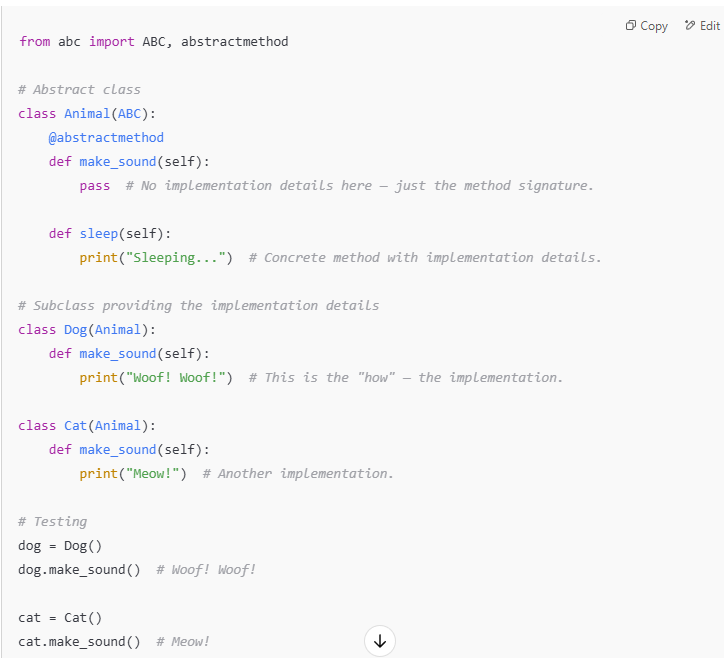 Copy Edit
from abc import ABC, abstractmethod
# Abstract class
class Animal(ABC):
    @abstractmethod
    def make_sound(self):
        pass  # No implementation details here — just the method signature.
    def sleep(self):
        print("Sleeping...")  # Concrete method with implementation details.
# Subclass providing the implementation details
class Dog(Animal):
    def make_sound(self):
        print("Woof! Woof!")  # This is the "how" — the implementation.
class Cat(Animal):
    def make_sound(self):
        print("Meow!")  # Another implementation.
# Testing
dog = Dog()
dog.make_sound()  # Woof! Woof!
cat = Cat()
cat.make_sound()  # Meow!